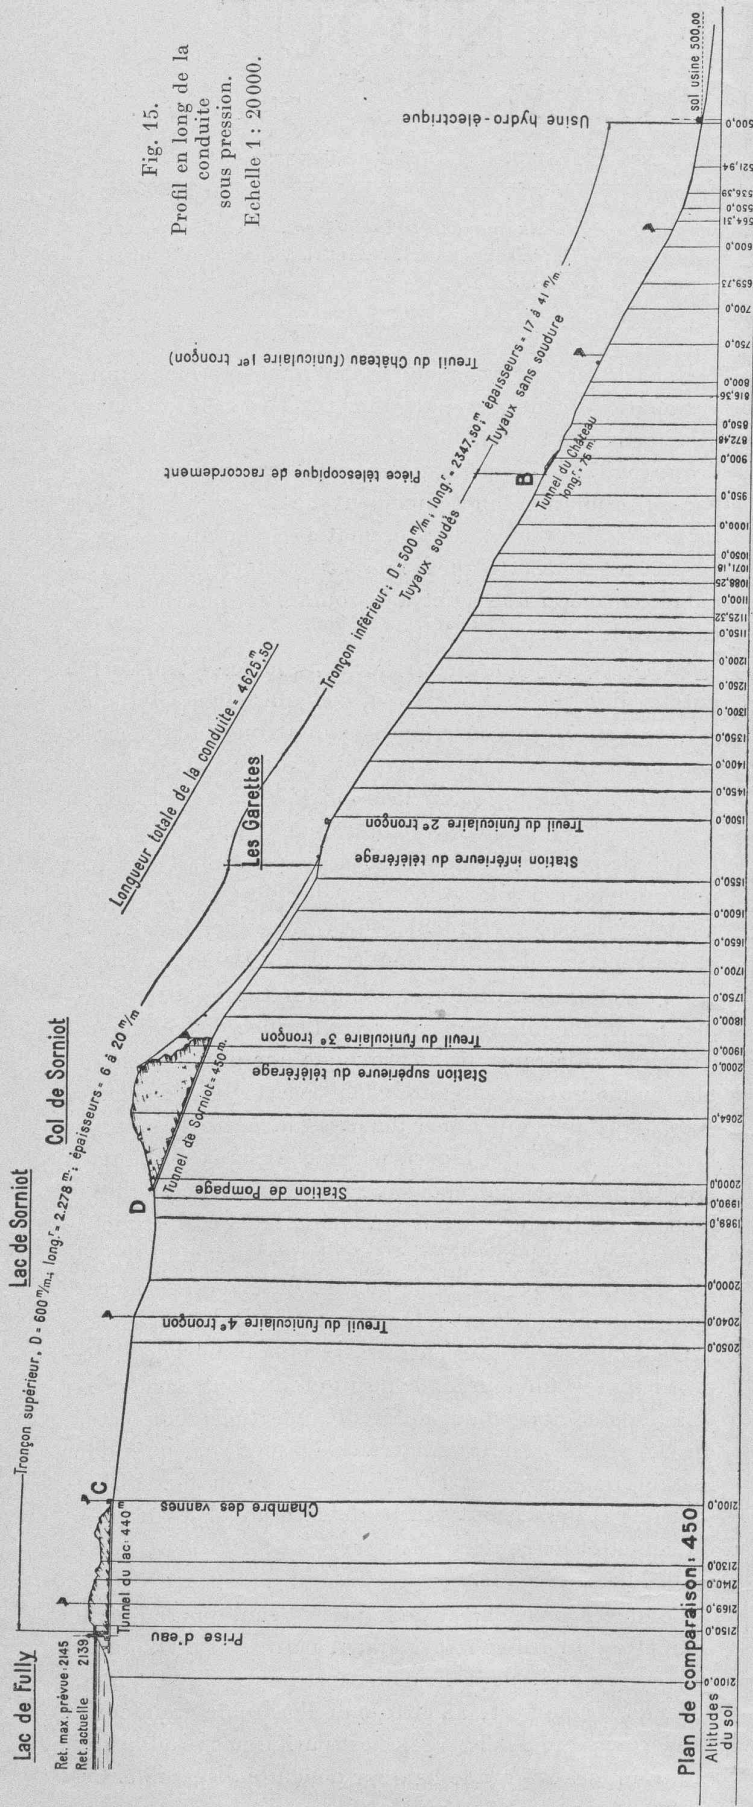 Fig. 15.
Profil en long de la
conduite
sous pression.
Echelle 1 : 20000.
Lac de Fully
Lac de Sorniot
Col de Sorniot
Les Garettes
Ret. max. prévue: 2145
Ret. actuelle 2139
Tronçon supérieur, D = 600 m/m; long.r = 2.278 m; épaisseurs = 6 à 20 m/m
Longueur totale de la conduite = 4625,50 m
Tronçon inférieur; D = 500 m/m; long.r = 2347,50 m; épaisseurs = 17 à 41 m/m
Tuyaux soudés
Tuyaux sans soudure
Prise d'eau
Tunnel du lac: 440 m
C
Chambre des vannes
Treuil du funiculaire 4e tronçon
D
Station de Pompage
Tunnel de Sorniot = 450 m.
Station supérieure du téléférage
Treuil du funiculaire 3e tronçon
Station inférieure du téléférage
Treuil du funiculaire 2e tronçon
B
Tunnel du Château
long.r = 75 m.
Pièce télescopique de raccordement
Treuil du Château (funiculaire 1er tronçon)
Usine hydro-électrique
sol usine 500,00
Plan de comparaison: 450
Altitudes
du sol
2100,0
2150,0
2169,0
2140,0
2130,0
2100,0
2050,0
2040,0
2000,0
1989,0
1990,0
2000,0
2064,0
2000,0
1900,0
1800,0
1750,0
1700,0
1650,0
1600,0
1550,0
1500,0
1450,0
1400,0
1350,0
1300,0
1250,0
1200,0
1150,0
1125,32
1100,0
1088,25
1071,18
1050,0
1000,0
950,0
900,0
872,48
850,0
816,36
800,0
750,0
700,0
659,73
600,0
564,31
550,0
536,39
521,94
500,0